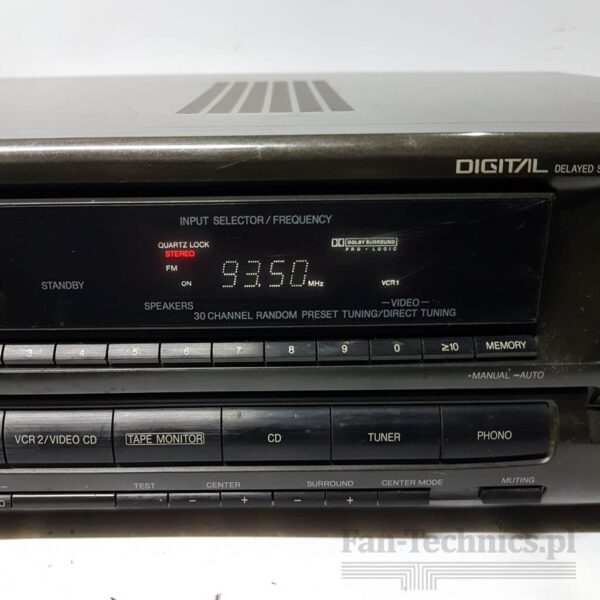 DIGITAL DELAYED S
INPUT SELECTOR / FREQUENCY
QUARTZ LOCK
STEREO
DOLBY SURROUND
PRO • LOGIC
FM
93.50 MHz
STANDBY
ON
VCR 1
SPEAKERS
—VIDEO—
30 CHANNEL RANDOM PRESET TUNING/DIRECT TUNING
3 4 5 6 7 8 9 0 ≥10 MEMORY
•MANUAL —AUTO
VCR 2/VIDEO CD TAPE MONITOR CD TUNER PHONO
TEST CENTER SURROUND CENTER MODE MUTING
− + − +
Fan-Technics.pl